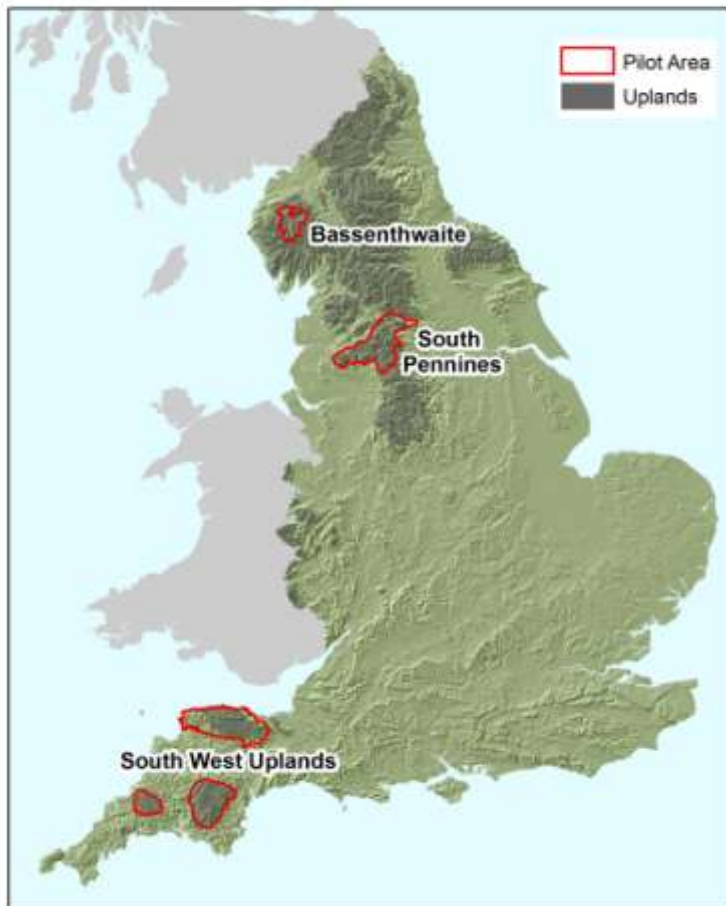 Pilot Area
Uplands
Bassenthwaite
South
Pennines
South West Uplands